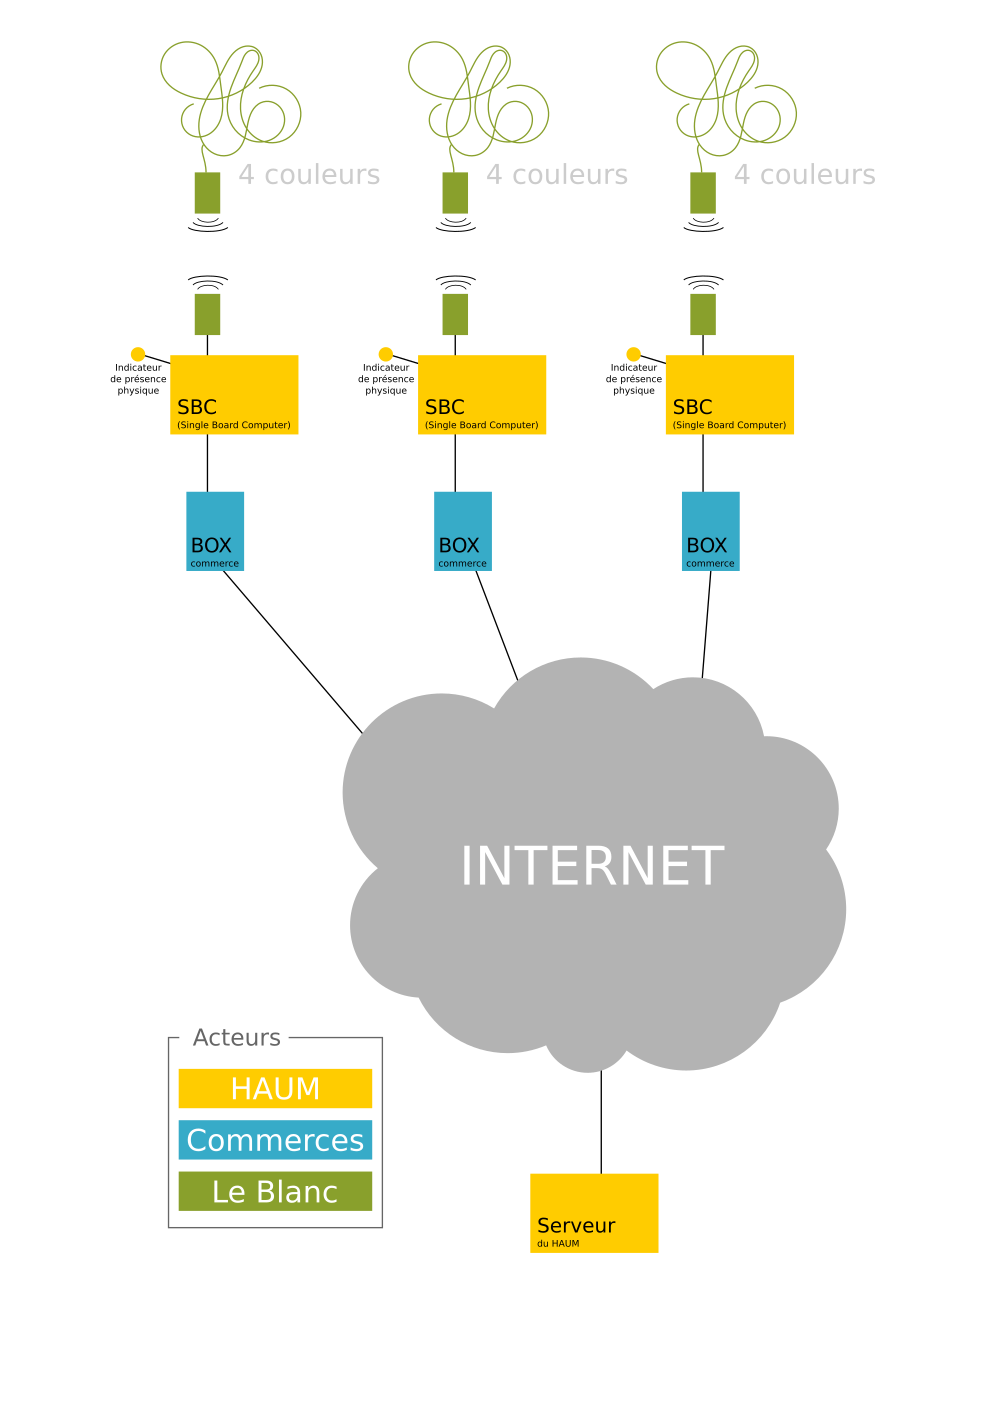 4 couleurs
4 couleurs
4 couleurs
Indicateur
de présence
physique
SBC
(Single Board Computer)
Indicateur
de présence
physique
SBC
(Single Board Computer)
Indicateur
de présence
physique
SBC
(Single Board Computer)
BOX
commerce
BOX
commerce
BOX
commerce
INTERNET
Acteurs
HAUM
Commerces
Le Blanc
Serveur
du HAUM